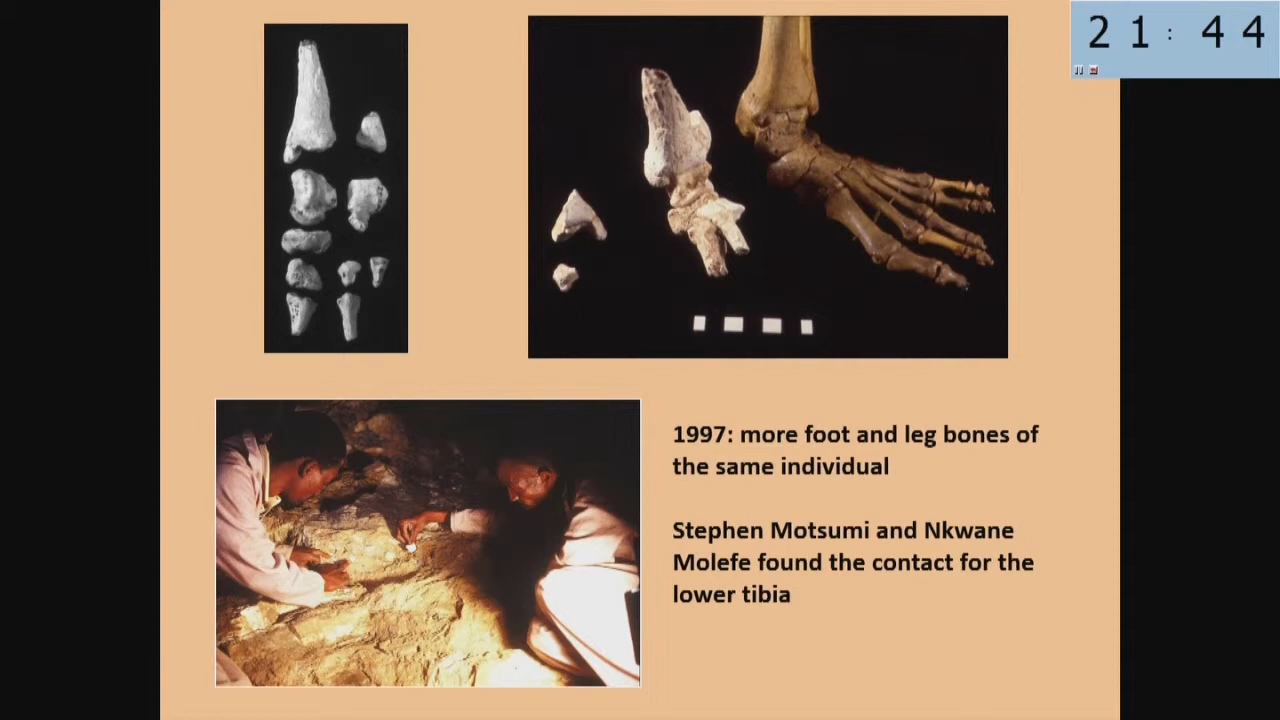 21:44
1997: more foot and leg bones of
the same individual
Stephen Motsumi and Nkwane
Molefe found the contact for the
lower tibia